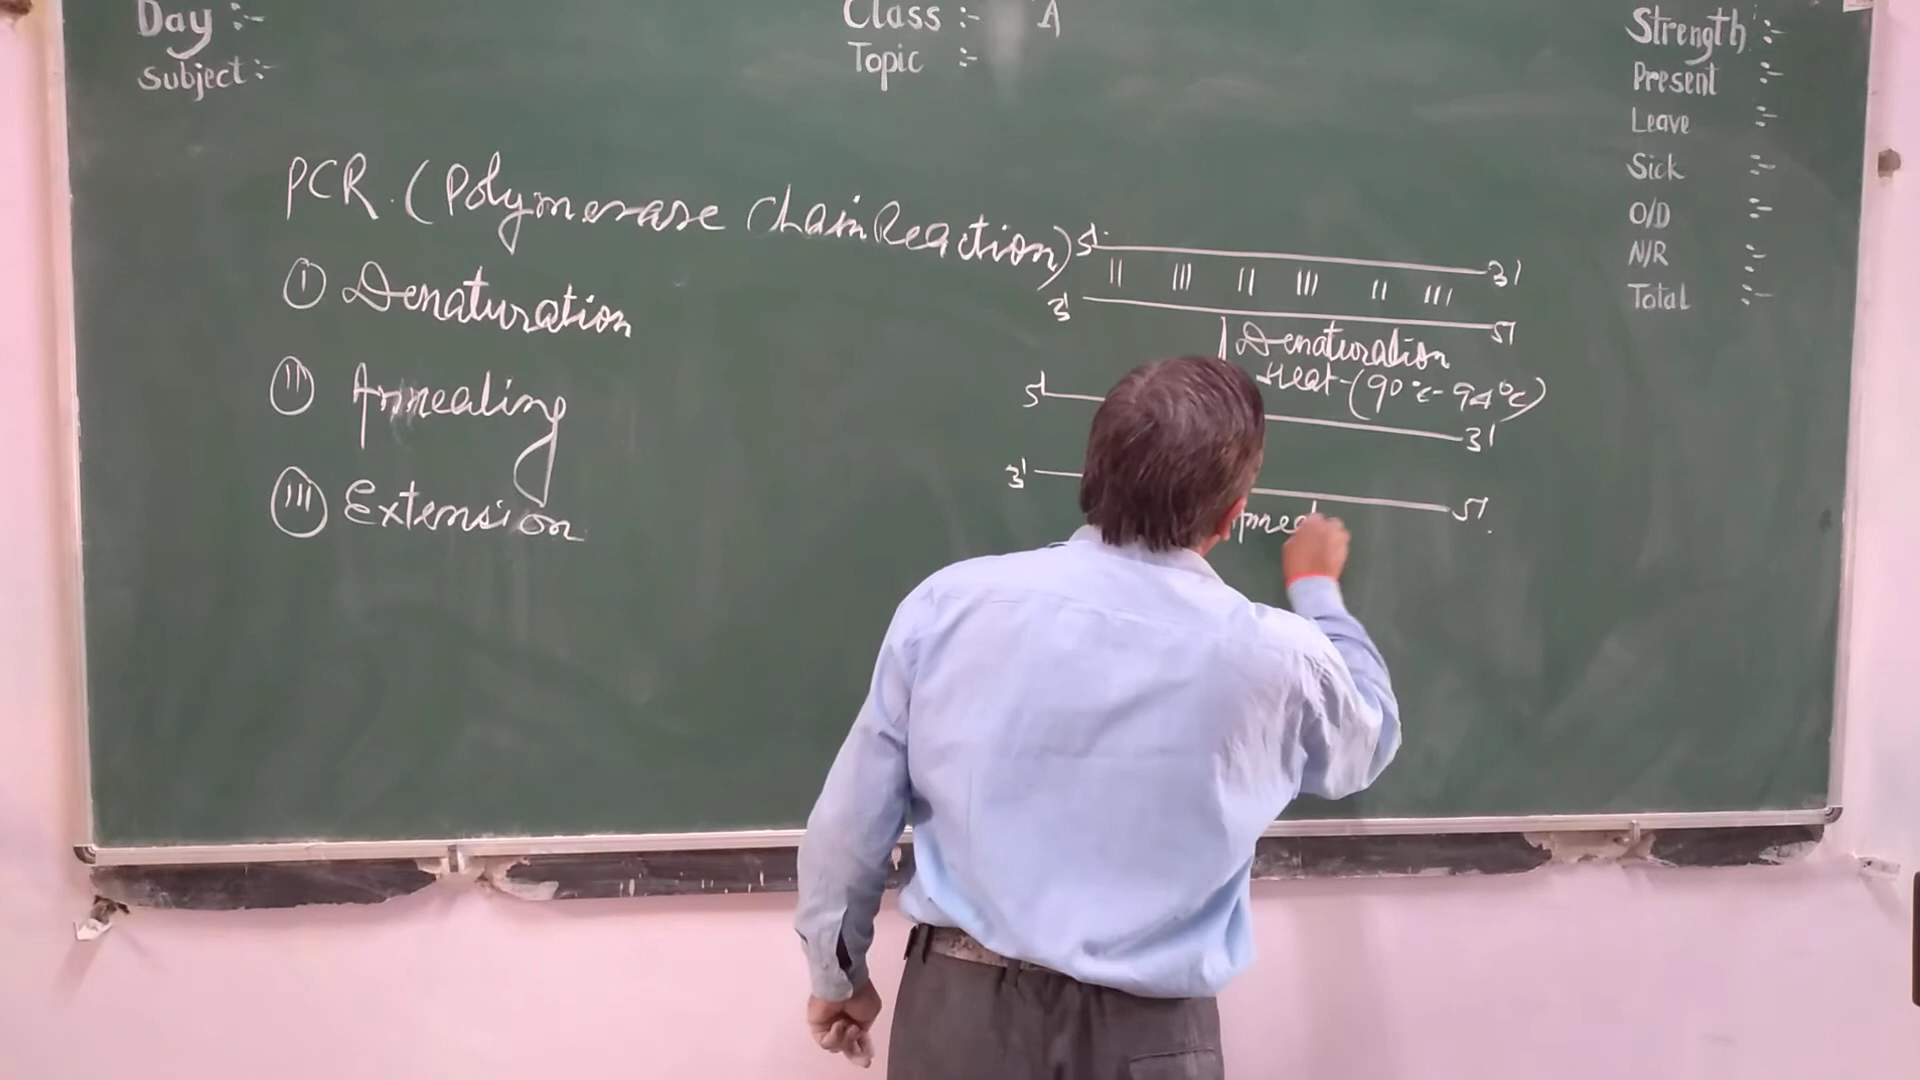 Day :-
Subject :-
Class :- A
Topic :-
Strength :-
Present :-
Leave :-
Sick :-
O/D :-
N/R :-
Total :-
PCR. (Polymerase Chain Reaction)
(I) Denaturation
(II) Annealing
(III) Extension
5' 3'
3' 5'
Denaturation
Heat-(90°c-94°c)
5' 3'
3' 5'.
Annea